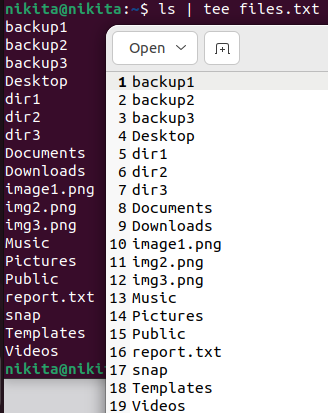 nikita@nikita:~$ ls | tee files.txt
backup1
backup2
backup3
Desktop
dir1
dir2
dir3
Documents
Downloads
image1.png
img2.png
img3.png
Music
Pictures
Public
report.txt
snap
Templates
Videos
nikita@niki
Open
1 backup1
2 backup2
3 backup3
4 Desktop
5 dir1
6 dir2
7 dir3
8 Documents
9 Downloads
10 image1.png
11 img2.png
12 img3.png
13 Music
14 Pictures
15 Public
16 report.txt
17 snap
18 Templates
19 Videos